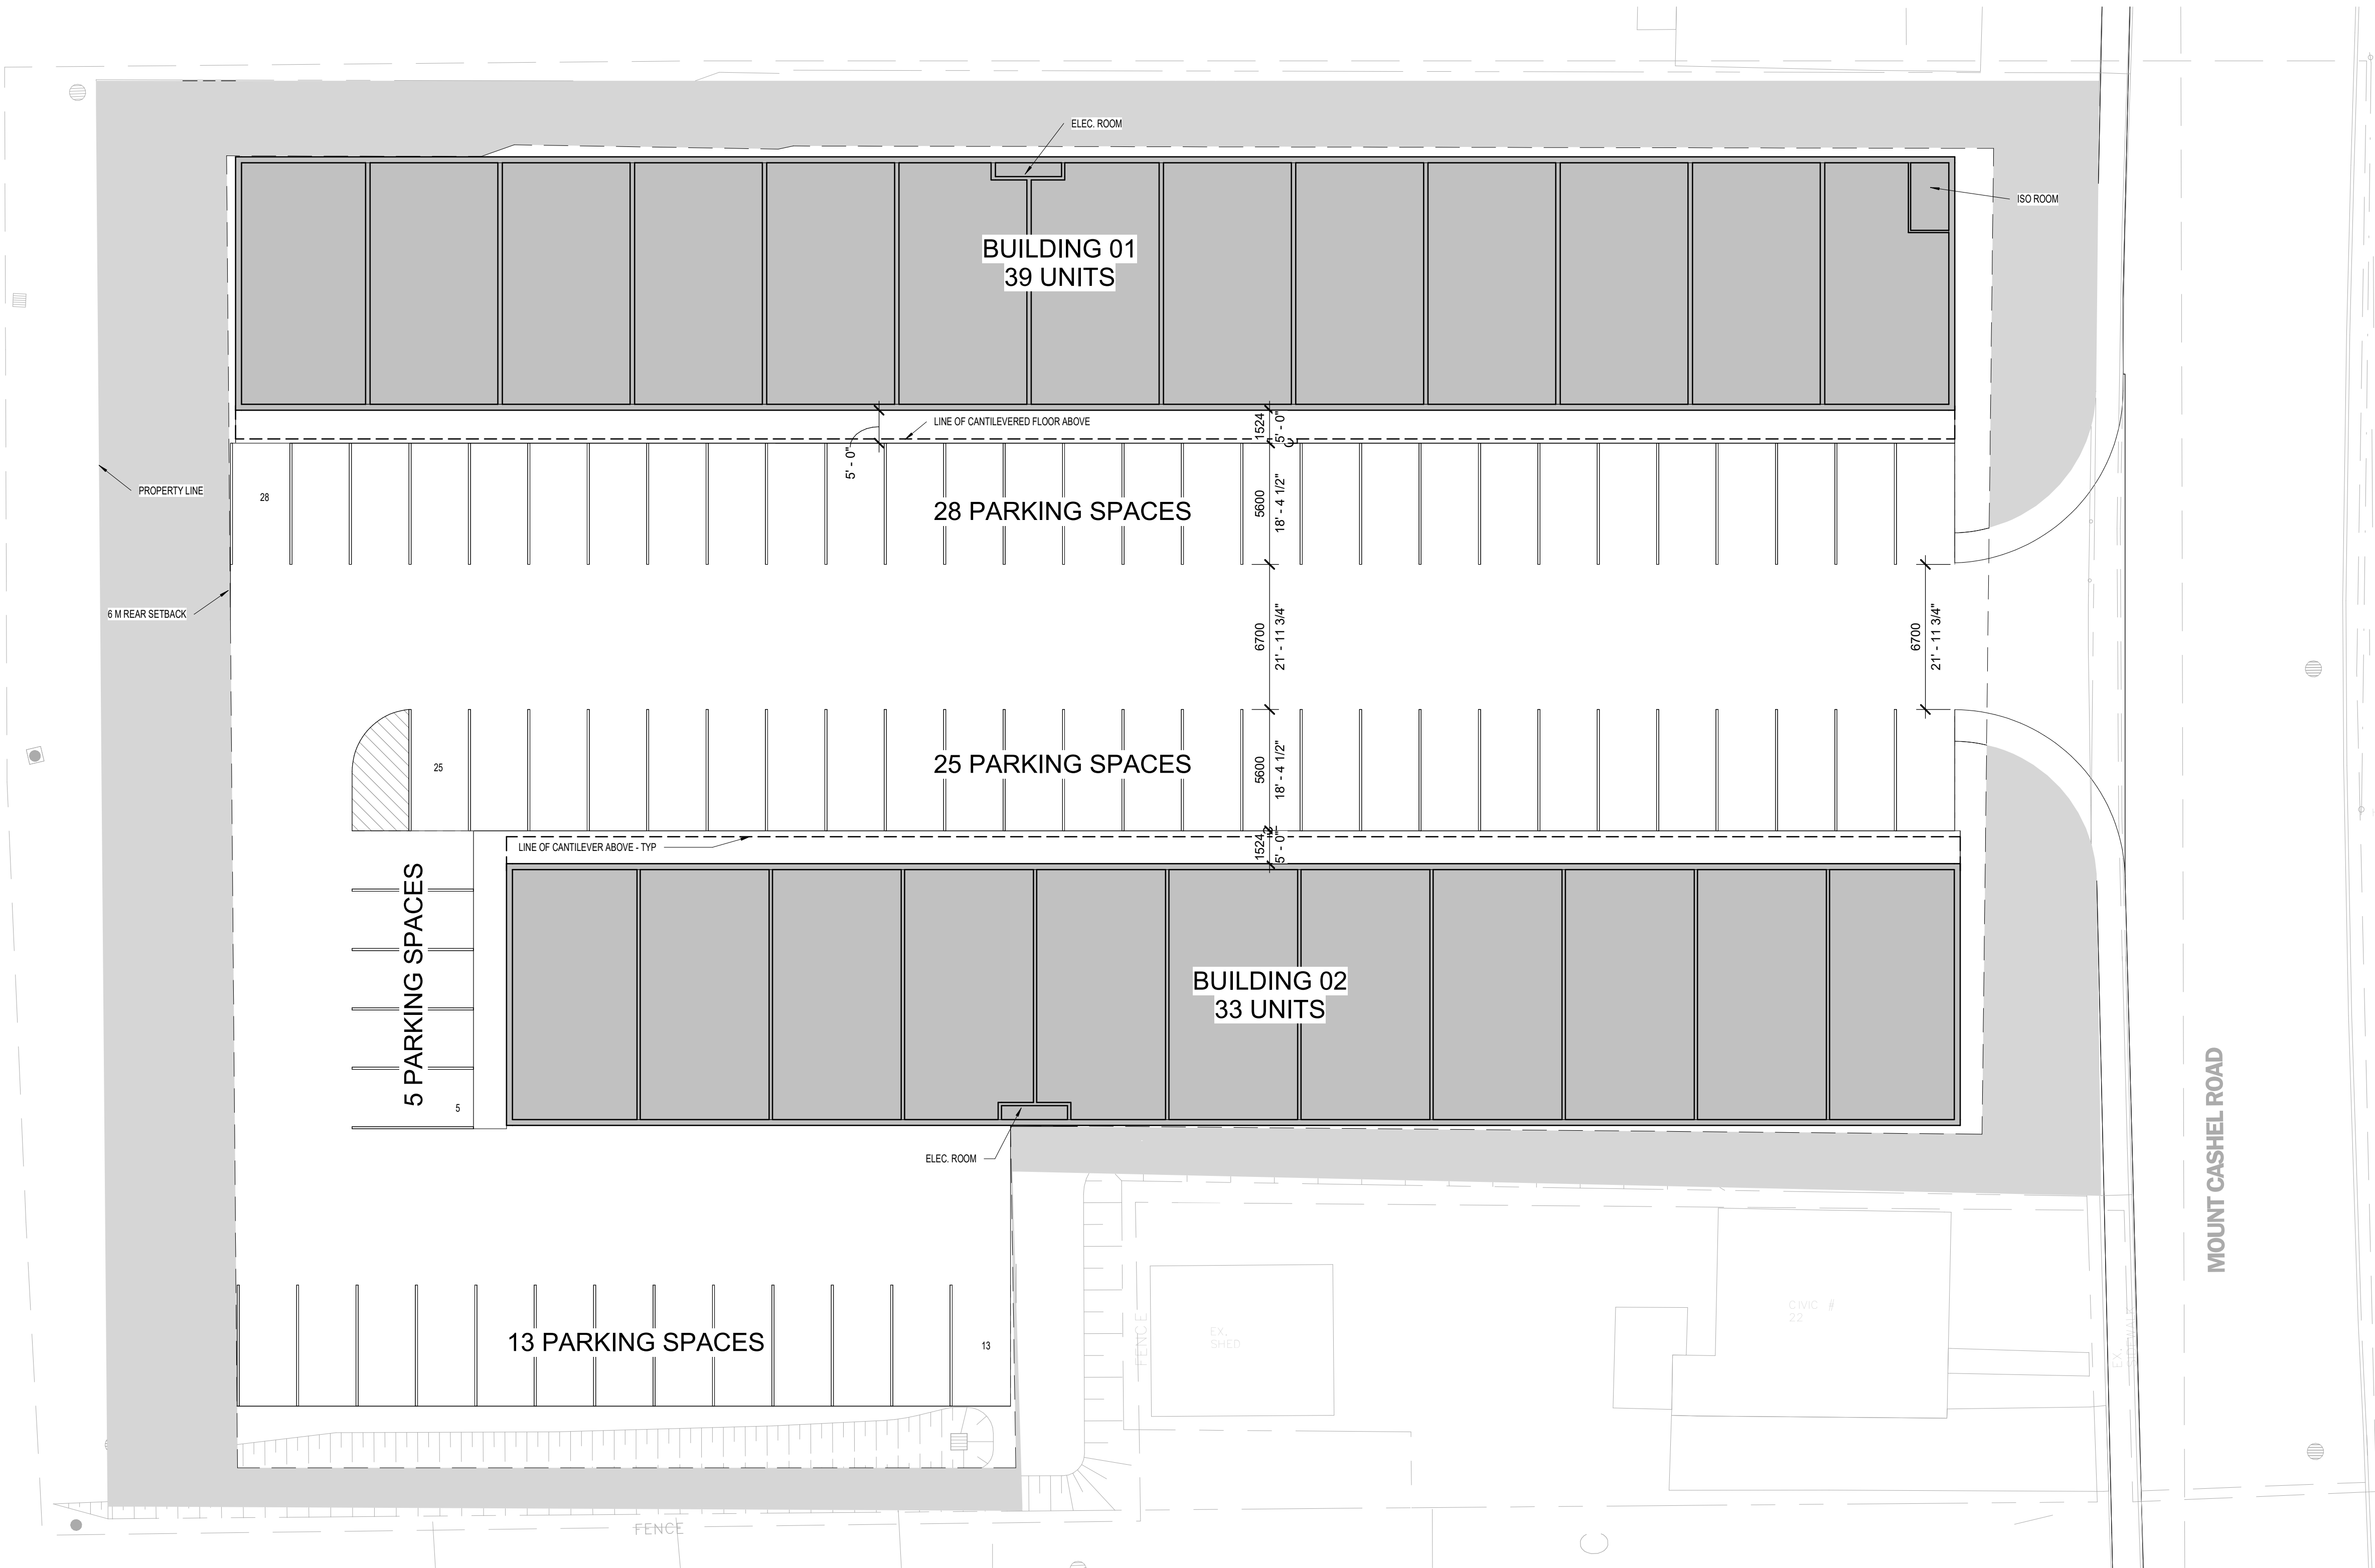 ELEC. ROOM
ISO ROOM
BUILDING 01
39 UNITS
LINE OF CANTILEVERED FLOOR ABOVE
1524
5' - 0"
5' - 0"
PROPERTY LINE
28
28 PARKING SPACES
5600
18' - 4 1/2"
6 M REAR SETBACK
6700
21' - 11 3/4"
6700
21' - 11 3/4"
25
25 PARKING SPACES
5600
18' - 4 1/2"
LINE OF CANTILEVER ABOVE - TYP
1524
5' - 0"
5 PARKING SPACES
5
BUILDING 02
33 UNITS
ELEC. ROOM
MOUNT CASHEL ROAD
13 PARKING SPACES
13
FENCE
EX.
SHED
CIVIC #
22
EX.
SIDEWALK
FENCE
C